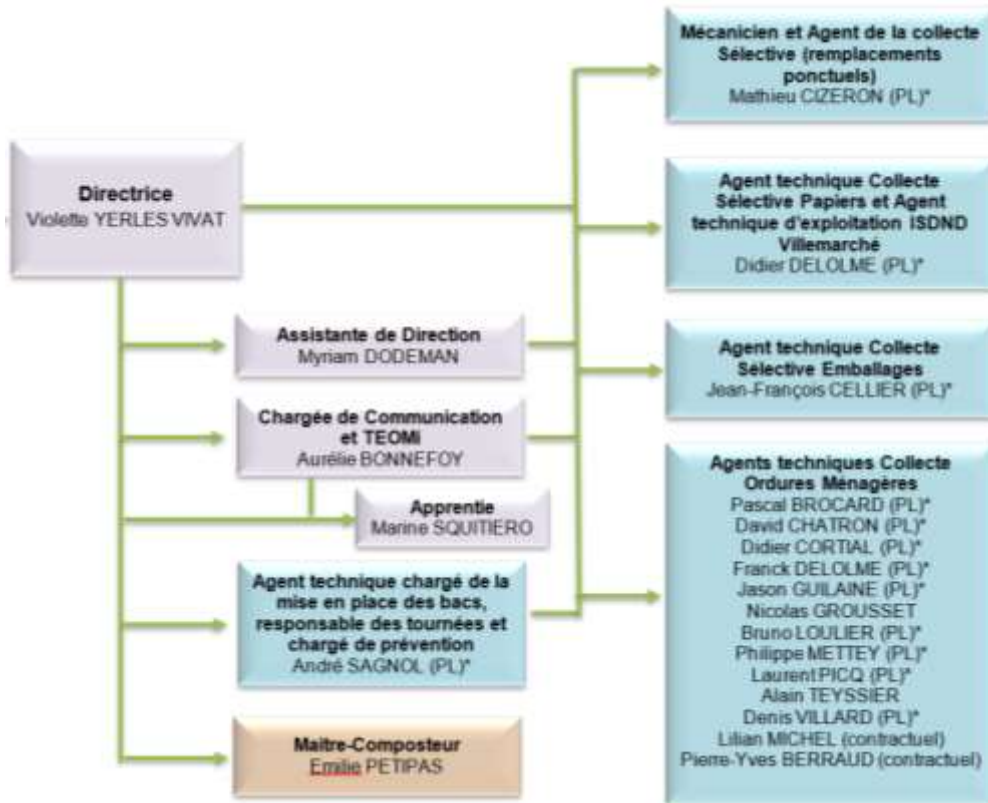 Directrice
Violette YERLES VIVAT
Assistante de Direction
Myriam DODEMAN
Chargée de Communication
et TEOMi
Aurélie BONNEFOY
Apprentie
Marine SQUITIERO
Agent technique chargé de la
mise en place des bacs,
responsable des tournées et
chargé de prévention
André SAGNOL (PL)*
Maître-Composteur
Emilie PETIPAS
Mécanicien et Agent de la collecte
Sélective (remplacements
ponctuels)
Mathieu CIZERON (PL)*
Agent technique Collecte
Sélective Papiers et Agent
technique d'exploitation ISDND
Villemarché
Didier DELOLME (PL)*
Agent technique Collecte
Sélective Emballages
Jean-François CELLIER (PL)*
Agents techniques Collecte
Ordures Ménagères
Pascal BROCARD (PL)*
David CHATRON (PL)*
Didier CORTIAL (PL)*
Franck DELOLME (PL)*
Jason GUILAINE (PL)*
Nicolas GROUSSET
Bruno LOULIER (PL)*
Philippe METTEY (PL)*
Laurent PICQ (PL)*
Alain TEYSSIER
Denis VILLARD (PL)*
Lilian MICHEL (contractuel)
Pierre-Yves BERRAUD (contractuel)